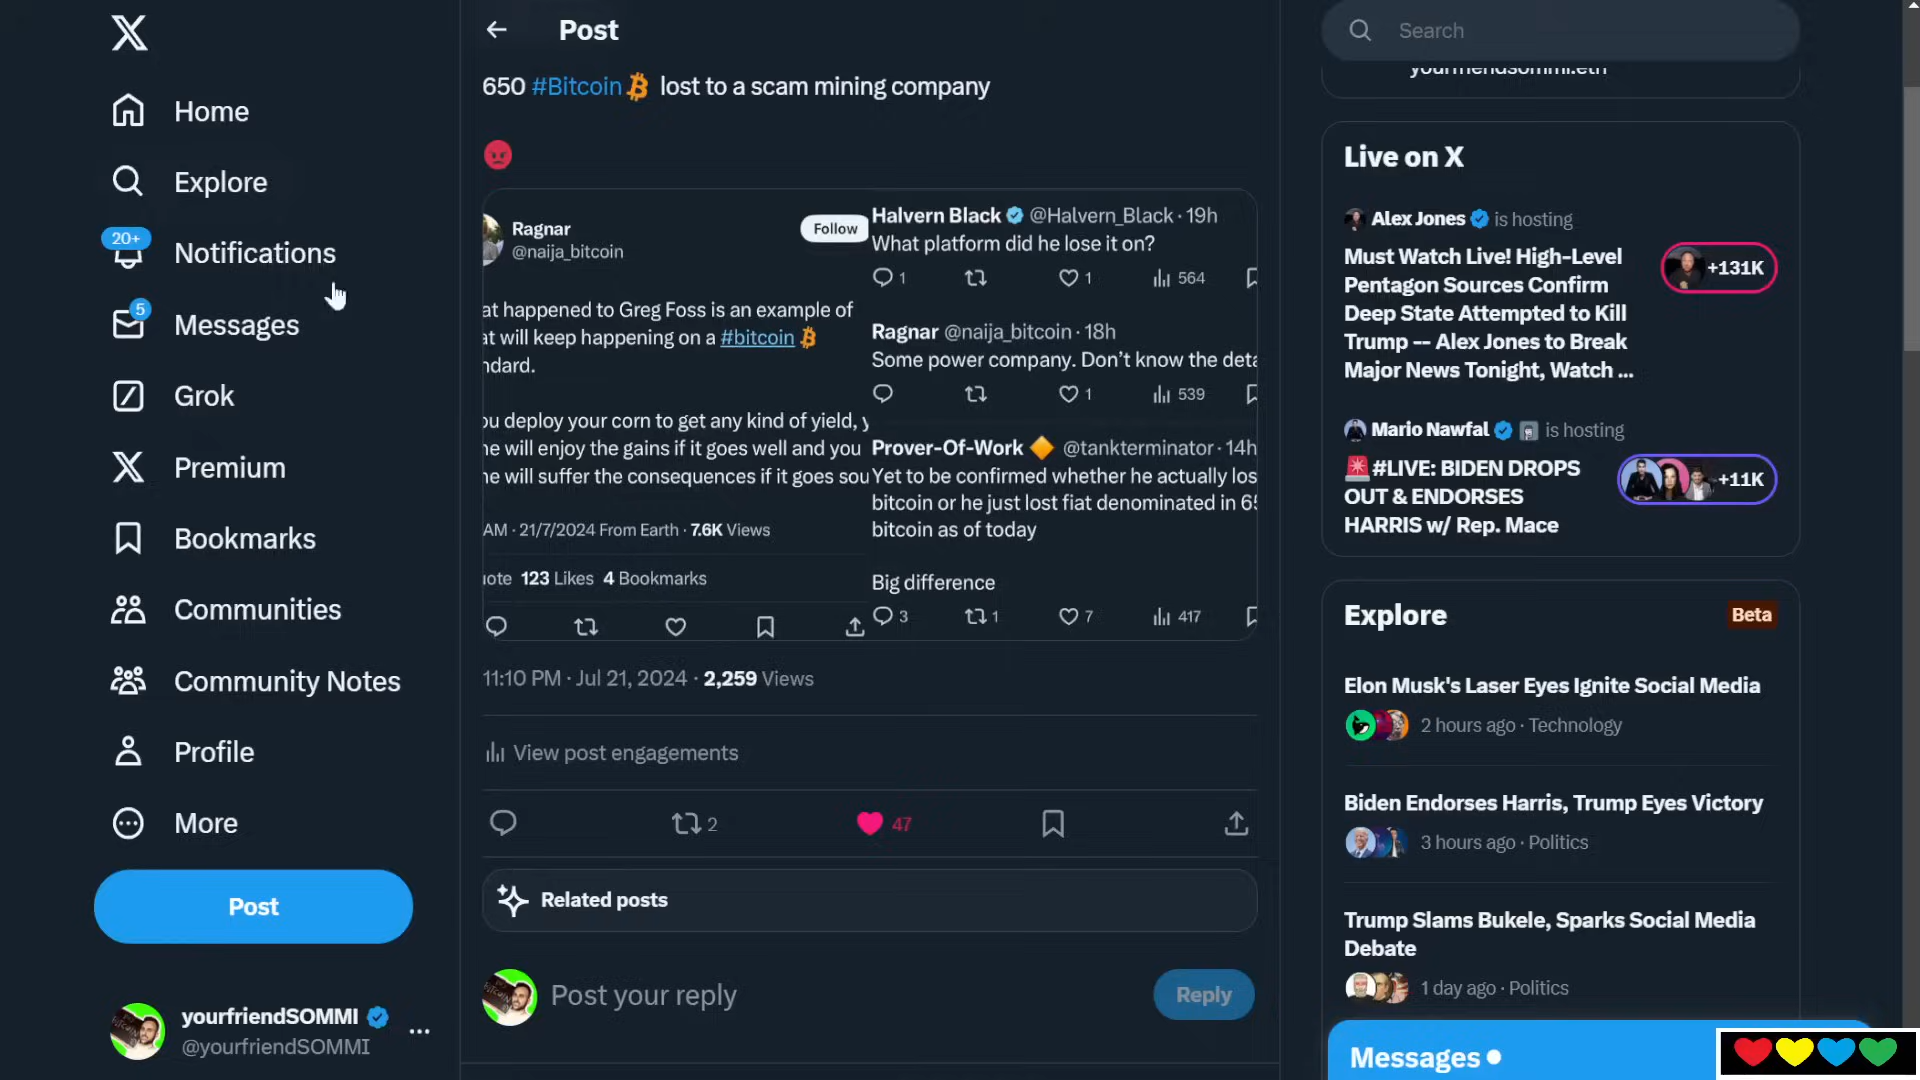 Home
Explore
20+
Notifications
5
Messages
Grok
Premium
Bookmarks
Communities
Community Notes
Profile
More
Post
yourfriendSOMMI
@yourfriendSOMMI
Post
650 #Bitcoin lost to a scam mining company
Ragnar
@naija_bitcoin
Follow
at happened to Greg Foss is an example of
at will keep happening on a #bitcoin
ndard.
ou deploy your corn to get any kind of yield, y
ne will enjoy the gains if it goes well and you
ne will suffer the consequences if it goes sou
AM · 21/7/2024 From Earth · 7.6K Views
uote 123 Likes 4 Bookmarks
Halvern Black @Halvern_Black · 19h
What platform did he lose it on?
1 1 564
Ragnar @naija_bitcoin · 18h
Some power company. Don't know the deta
1 539
Prover-Of-Work @tankterminator · 14h
Yet to be confirmed whether he actually los
bitcoin or he just lost fiat denominated in 65
bitcoin as of today
Big difference
3 1 7 417
11:10 PM · Jul 21, 2024 · 2,259 Views
View post engagements
2 47
Related posts
Post your reply
Reply
Search
yourfriendsommi.eth
Live on X
Alex Jones is hosting
Must Watch Live! High-Level
Pentagon Sources Confirm
Deep State Attempted to Kill
Trump -- Alex Jones to Break
Major News Tonight, Watch ...
+131K
Mario Nawfal is hosting
#LIVE: BIDEN DROPS
OUT & ENDORSES
HARRIS w/ Rep. Mace
+11K
Explore
Beta
Elon Musk's Laser Eyes Ignite Social Media
2 hours ago · Technology
Biden Endorses Harris, Trump Eyes Victory
3 hours ago · Politics
Trump Slams Bukele, Sparks Social Media
Debate
1 day ago · Politics
Messages